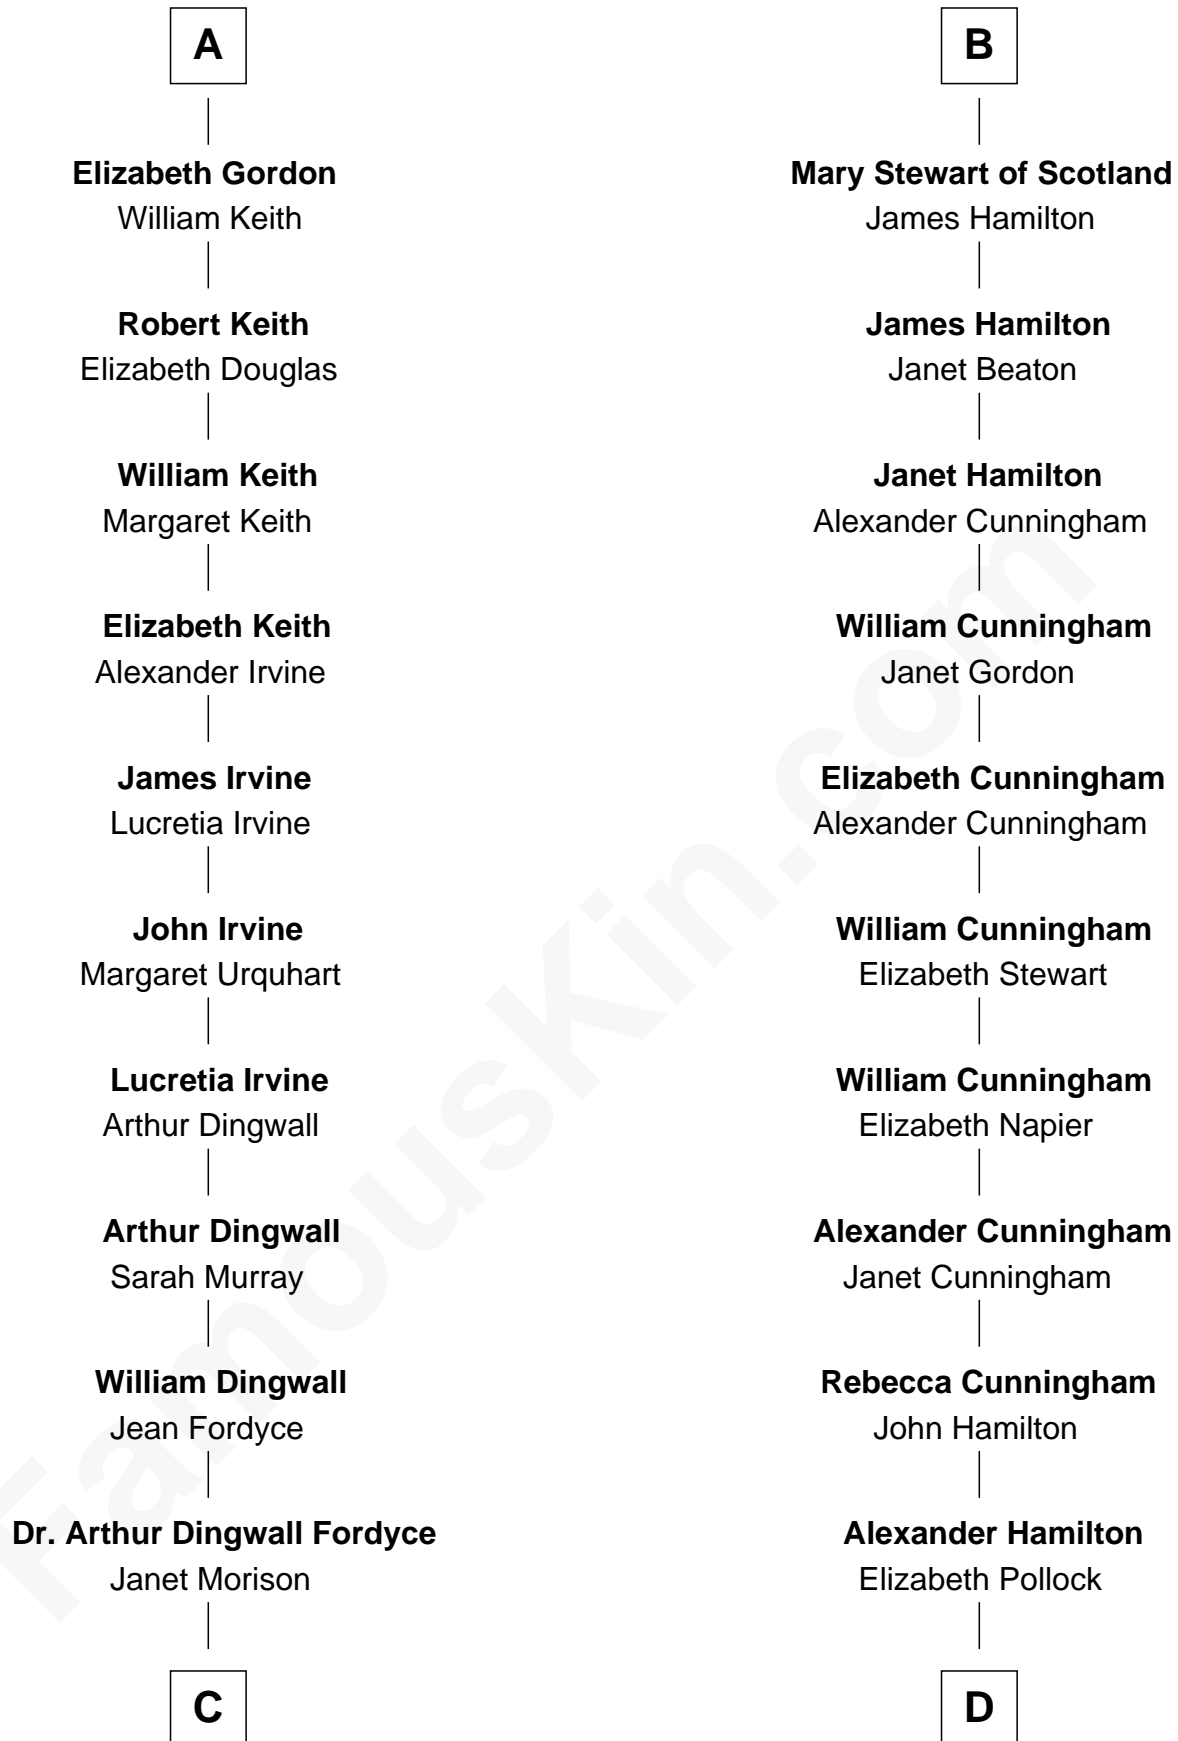 A
Elizabeth Gordon
William Keith
Robert Keith
Elizabeth Douglas
William Keith
Margaret Keith
Elizabeth Keith
Alexander Irvine
James Irvine
Lucretia Irvine
John Irvine
Margaret Urquhart
Lucretia Irvine
Arthur Dingwall
Arthur Dingwall
Sarah Murray
William Dingwall
Jean Fordyce
Dr. Arthur Dingwall Fordyce
Janet Morison
C
B
Mary Stewart of Scotland
James Hamilton
James Hamilton
Janet Beaton
Janet Hamilton
Alexander Cunningham
William Cunningham
Janet Gordon
Elizabeth Cunningham
Alexander Cunningham
William Cunningham
Elizabeth Stewart
William Cunningham
Elizabeth Napier
Alexander Cunningham
Janet Cunningham
Rebecca Cunningham
John Hamilton
Alexander Hamilton
Elizabeth Pollock
D
FamousKin.com